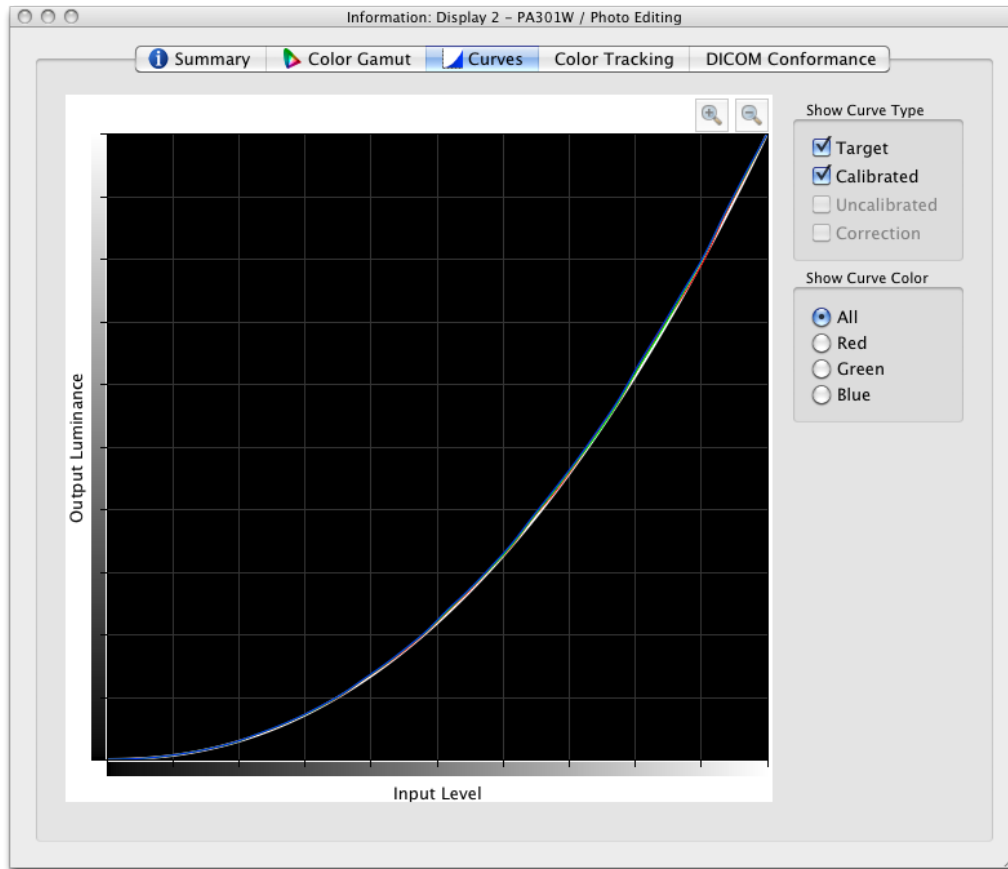 Information: Display 2 – PA301W / Photo Editing
Summary
Color Gamut
Curves
Color Tracking
DICOM Conformance
Output Luminance
Input Level
Show Curve Type
Target
Calibrated
Uncalibrated
Correction
Show Curve Color
All
Red
Green
Blue